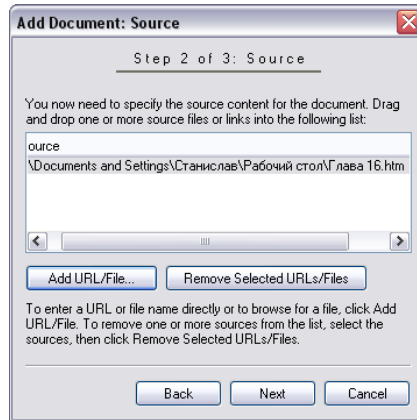 Add Document: Source
Step 2 of 3: Source
You now need to specify the source content for the document. Drag
and drop one or more source files or links into the following list:
ource
\Documents and Settings\Станислав\Рабочий стол\Глава 16.htm
Add URL/File...
Remove Selected URLs/Files
To enter a URL or file name directly or to browse for a file, click Add
URL/File. To remove one or more sources from the list, select the
sources, then click Remove Selected URLs/Files.
Back
Next
Cancel